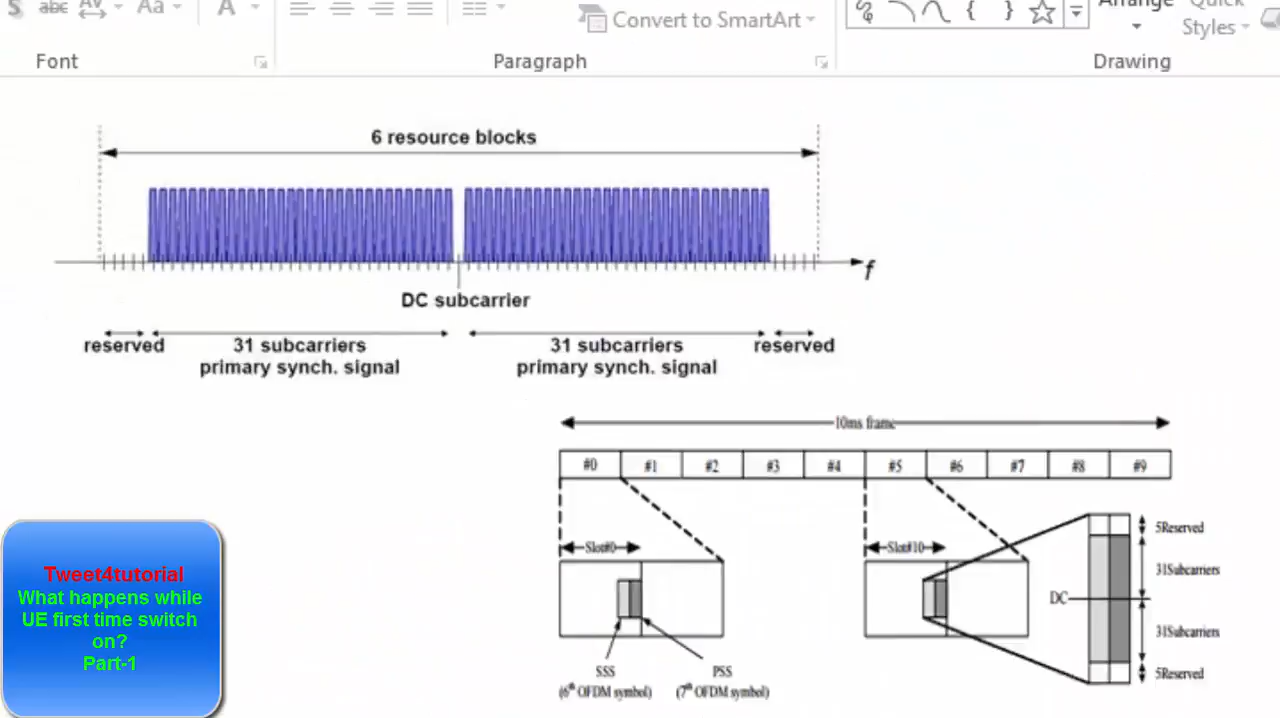 S abc AV Aa A
Convert to SmartArt
Arrange
Quick
Styles
Font
Paragraph
Drawing
6 resource blocks
f
DC subcarrier
reserved
31 subcarriers
primary synch. signal
31 subcarriers
primary synch. signal
reserved
10ms frame
#0 #1 #2 #3 #4 #5 #6 #7 #8 #9
Slot#0
Slot#10
5Reserved
31Subcarriers
DC
31Subcarriers
5Reserved
SSS
(6th OFDM symbol)
PSS
(7th OFDM symbol)
Tweet4tutorial
What happens while
UE first time switch
on?
Part-1